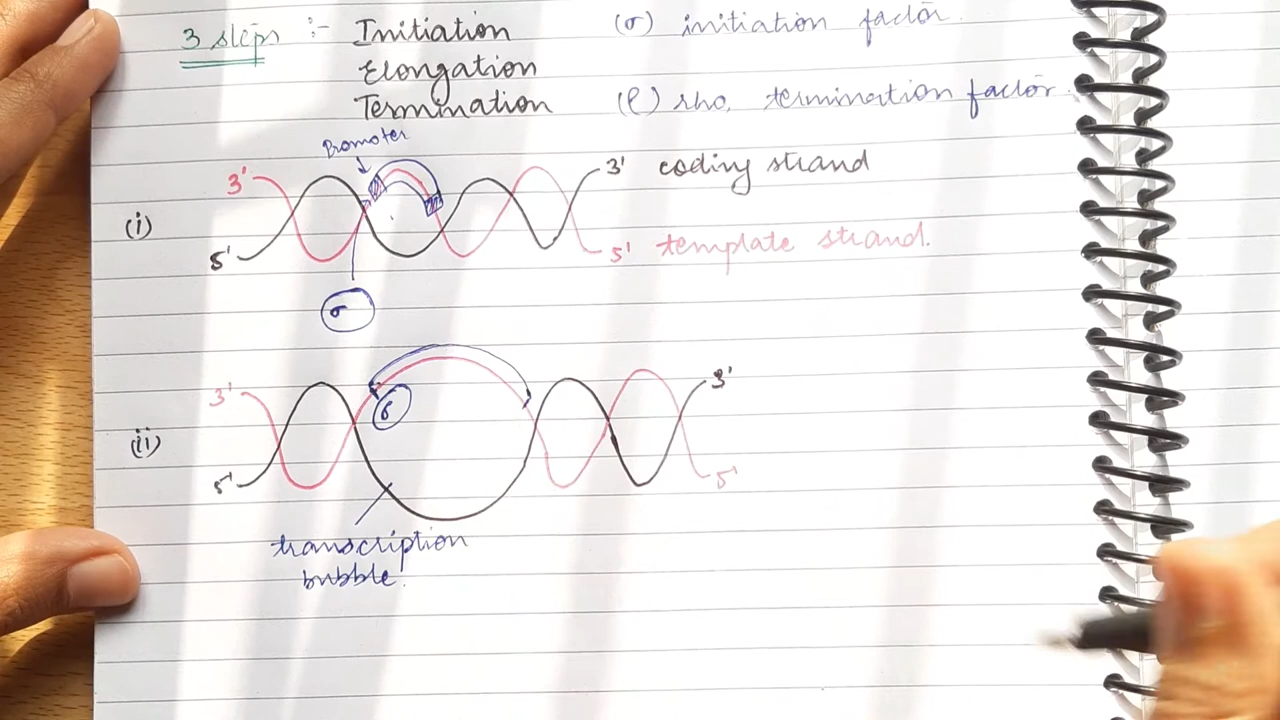 3 steps :- Initiation (σ) initiation factor.
Elongation
Termination (ρ) rho, termination factor.
Promoter
3' 3' coding strand
(i)
5' 5' template strand.
σ
3' 3'
σ
(ii)
5' 5'
transcription
bubble.